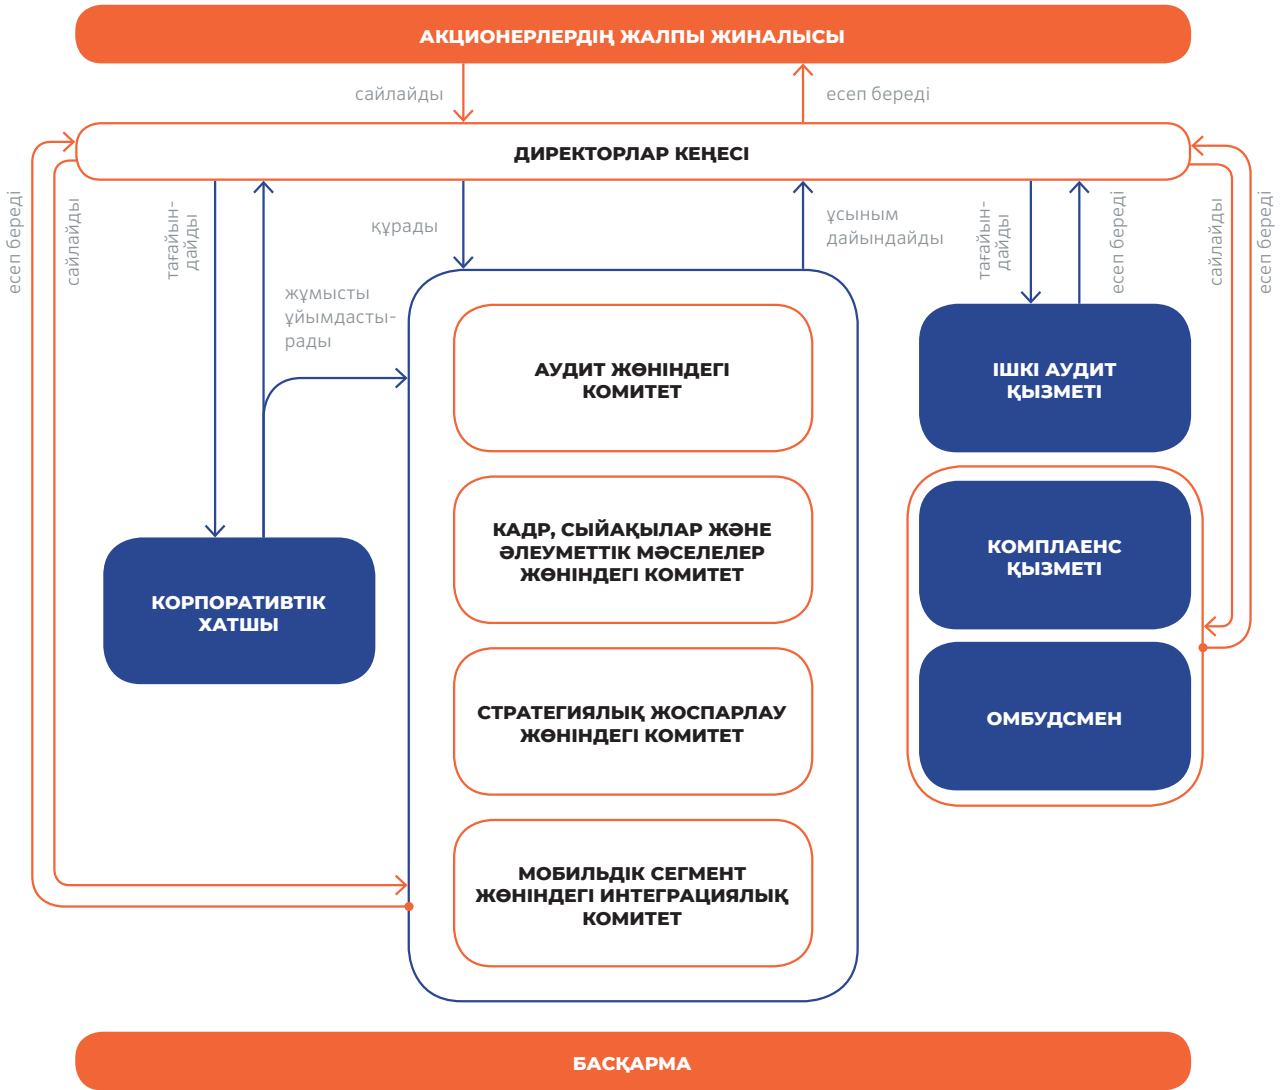 АКЦИОНЕРЛЕРДІҢ ЖАЛПЫ ЖИНАЛЫСЫ
сайлайды
есеп береді
ДИРЕКТОРЛАР КЕҢЕСІ
есеп береді
сайлайды
тағайын-
дайды
құрады
ұсыным
дайындайды
тағайын-
дайды
есеп береді
сайлайды
есеп береді
жұмысты
ұйымдасты-
рады
АУДИТ ЖӨНІНДЕГІ
КОМИТЕТ
ІШКІ АУДИТ
ҚЫЗМЕТІ
КАДР, СЫЙАҚЫЛАР ЖӘНЕ
ӘЛЕУМЕТТІК МӘСЕЛЕЛЕР
ЖӨНІНДЕГІ КОМИТЕТ
КОМПЛАЕНС
ҚЫЗМЕТІ
КОРПОРАТИВТІК
ХАТШЫ
СТРАТЕГИЯЛЫҚ ЖОСПАРЛАУ
ЖӨНІНДЕГІ КОМИТЕТ
ОМБУДСМЕН
МОБИЛЬДІК СЕГМЕНТ
ЖӨНІНДЕГІ ИНТЕГРАЦИЯЛЫҚ
КОМИТЕТ
БАСҚАРМА